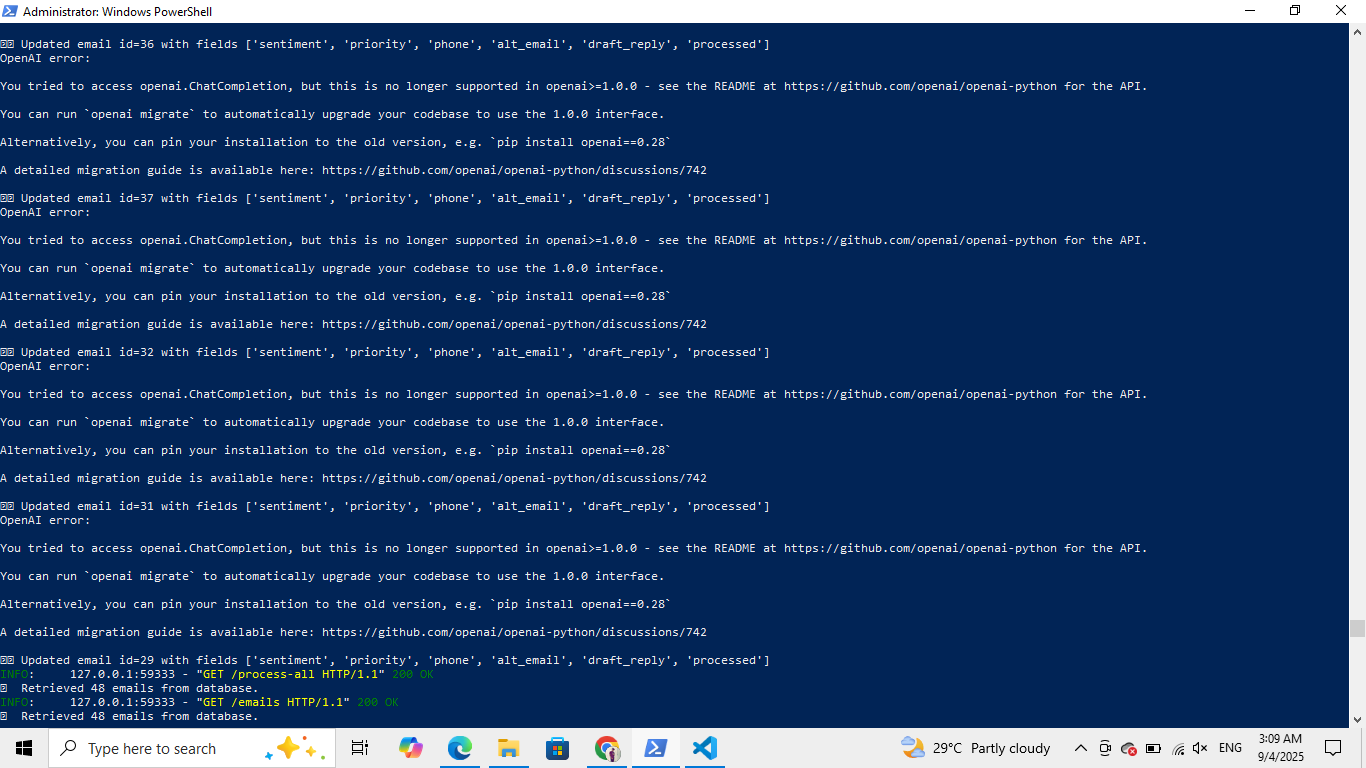 Administrator: Windows PowerShell
Updated email id=36 with fields ['sentiment', 'priority', 'phone', 'alt_email', 'draft_reply', 'processed']
OpenAI error:
You tried to access openai.ChatCompletion, but this is no longer supported in openai>=1.0.0 - see the README at https://github.com/openai/openai-python for the API.
You can run `openai migrate` to automatically upgrade your codebase to use the 1.0.0 interface.
Alternatively, you can pin your installation to the old version, e.g. `pip install openai==0.28`
A detailed migration guide is available here: https://github.com/openai/openai-python/discussions/742
Updated email id=37 with fields ['sentiment', 'priority', 'phone', 'alt_email', 'draft_reply', 'processed']
OpenAI error:
You tried to access openai.ChatCompletion, but this is no longer supported in openai>=1.0.0 - see the README at https://github.com/openai/openai-python for the API.
You can run `openai migrate` to automatically upgrade your codebase to use the 1.0.0 interface.
Alternatively, you can pin your installation to the old version, e.g. `pip install openai==0.28`
A detailed migration guide is available here: https://github.com/openai/openai-python/discussions/742
Updated email id=32 with fields ['sentiment', 'priority', 'phone', 'alt_email', 'draft_reply', 'processed']
OpenAI error:
You tried to access openai.ChatCompletion, but this is no longer supported in openai>=1.0.0 - see the README at https://github.com/openai/openai-python for the API.
You can run `openai migrate` to automatically upgrade your codebase to use the 1.0.0 interface.
Alternatively, you can pin your installation to the old version, e.g. `pip install openai==0.28`
A detailed migration guide is available here: https://github.com/openai/openai-python/discussions/742
Updated email id=31 with fields ['sentiment', 'priority', 'phone', 'alt_email', 'draft_reply', 'processed']
OpenAI error:
You tried to access openai.ChatCompletion, but this is no longer supported in openai>=1.0.0 - see the README at https://github.com/openai/openai-python for the API.
You can run `openai migrate` to automatically upgrade your codebase to use the 1.0.0 interface.
Alternatively, you can pin your installation to the old version, e.g. `pip install openai==0.28`
A detailed migration guide is available here: https://github.com/openai/openai-python/discussions/742
Updated email id=29 with fields ['sentiment', 'priority', 'phone', 'alt_email', 'draft_reply', 'processed']
INFO:     127.0.0.1:59333 - "GET /process-all HTTP/1.1" 200 OK
Retrieved 48 emails from database.
INFO:     127.0.0.1:59333 - "GET /emails HTTP/1.1" 200 OK
Retrieved 48 emails from database.
Type here to search
29°C Partly cloudy
ENG
3:09 AM
9/4/2025